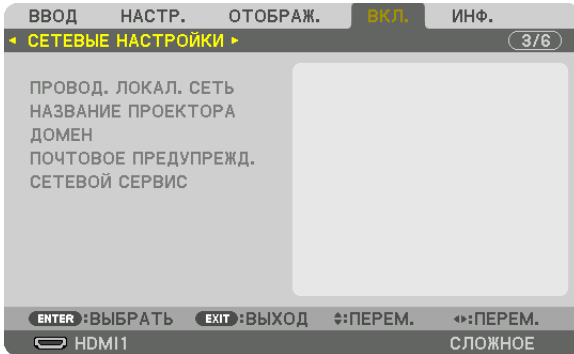 ВВОД НАСТР. ОТОБРАЖ. ВКЛ. ИНФ.
◄ СЕТЕВЫЕ НАСТРОЙКИ ► 3/6
ПРОВОД. ЛОКАЛ. СЕТЬ
НАЗВАНИЕ ПРОЕКТОРА
ДОМЕН
ПОЧТОВОЕ ПРЕДУПРЕЖД.
СЕТЕВОЙ СЕРВИС
ENTER :ВЫБРАТЬ EXIT :ВЫХОД ♦:ПЕРЕМ. ◄►:ПЕРЕМ.
HDMI1 СЛОЖНОЕ